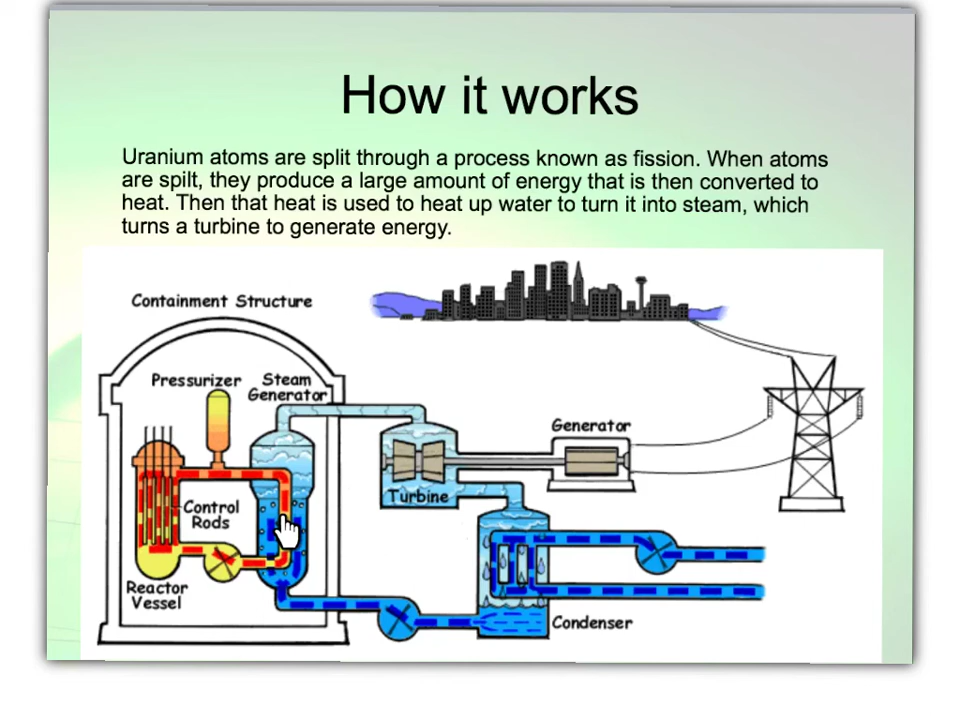 How it works
Uranium atoms are split through a process known as fission. When atoms
are spilt, they produce a large amount of energy that is then converted to
heat. Then that heat is used to heat up water to turn it into steam, which
turns a turbine to generate energy.
Containment Structure
Pressurizer
Steam
Generator
Generator
Turbine
Control
Rods
Reactor
Vessel
Condenser